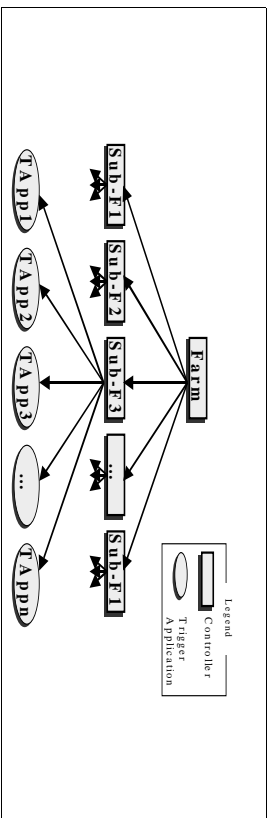 Farm
Legend
Controller
Trigger
Application
Sub-F1
Sub-F2
Sub-F3
...
Sub-F1
TApp1
TApp2
TApp3
...
TAppn